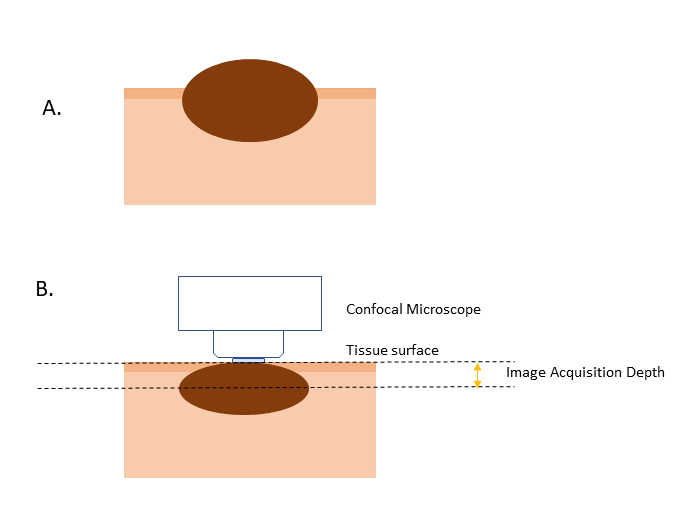 A.
B.
Confocal Microscope
Tissue surface
Image Acquisition Depth